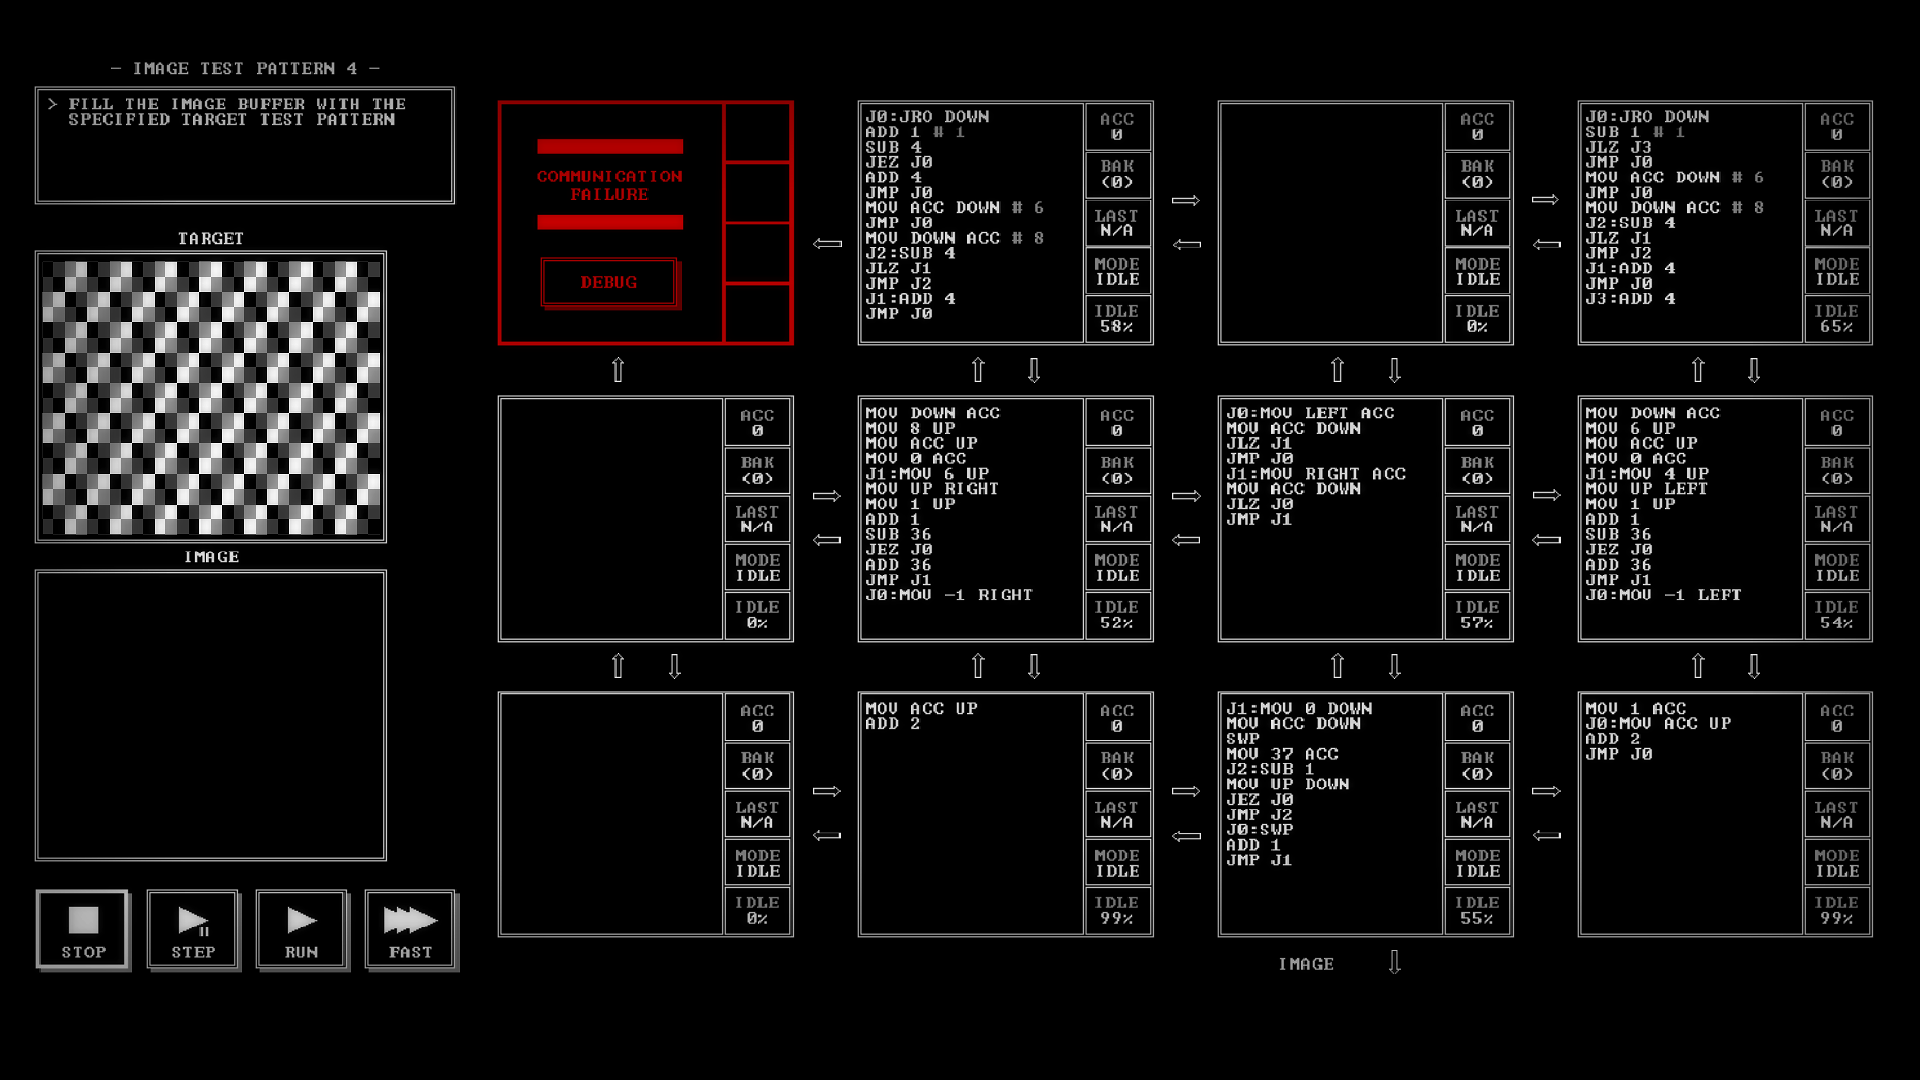 - IMAGE TEST PATTERN 4 -
> FILL THE IMAGE BUFFER WITH THE
SPECIFIED TARGET TEST PATTERN
TARGET
IMAGE
STOP
STEP
RUN
FAST
COMMUNICATION
FAILURE
DEBUG
J0:JRO DOWN
ADD 1 # 1
SUB 4
JEZ J0
ADD 4
JMP J0
MOV ACC DOWN # 6
JMP J0
MOV DOWN ACC # 8
J2:SUB 4
JLZ J1
JMP J2
J1:ADD 4
JMP J0
ACC
0
BAK
(0)
LAST
N/A
MODE
IDLE
IDLE
58%
ACC
0
BAK
(0)
LAST
N/A
MODE
IDLE
IDLE
0%
J0:JRO DOWN
SUB 1 # 1
JLZ J3
JMP J0
MOV ACC DOWN # 6
JMP J0
MOV DOWN ACC # 8
J2:SUB 4
JLZ J1
JMP J2
J1:ADD 4
JMP J0
J3:ADD 4
ACC
0
BAK
(0)
LAST
N/A
MODE
IDLE
IDLE
65%
ACC
0
BAK
(0)
LAST
N/A
MODE
IDLE
IDLE
0%
MOV DOWN ACC
MOV 8 UP
MOV ACC UP
MOV 0 ACC
J1:MOV 6 UP
MOV UP RIGHT
MOV 1 UP
ADD 1
SUB 36
JEZ J0
ADD 36
JMP J1
J0:MOV -1 RIGHT
ACC
0
BAK
(0)
LAST
N/A
MODE
IDLE
IDLE
52%
J0:MOV LEFT ACC
MOV ACC DOWN
JLZ J1
JMP J0
J1:MOV RIGHT ACC
MOV ACC DOWN
JLZ J0
JMP J1
ACC
0
BAK
(0)
LAST
N/A
MODE
IDLE
IDLE
57%
MOV DOWN ACC
MOV 6 UP
MOV ACC UP
MOV 0 ACC
J1:MOV 4 UP
MOV UP LEFT
MOV 1 UP
ADD 1
SUB 36
JEZ J0
ADD 36
JMP J1
J0:MOV -1 LEFT
ACC
0
BAK
(0)
LAST
N/A
MODE
IDLE
IDLE
54%
ACC
0
BAK
(0)
LAST
N/A
MODE
IDLE
IDLE
0%
MOV ACC UP
ADD 2
ACC
0
BAK
(0)
LAST
N/A
MODE
IDLE
IDLE
99%
J1:MOV 0 DOWN
MOV ACC DOWN
SWP
MOV 37 ACC
J2:SUB 1
MOV UP DOWN
JEZ J0
JMP J2
J0:SWP
ADD 1
JMP J1
ACC
0
BAK
(0)
LAST
N/A
MODE
IDLE
IDLE
55%
MOV 1 ACC
J0:MOV ACC UP
ADD 2
JMP J0
ACC
0
BAK
(0)
LAST
N/A
MODE
IDLE
IDLE
99%
IMAGE